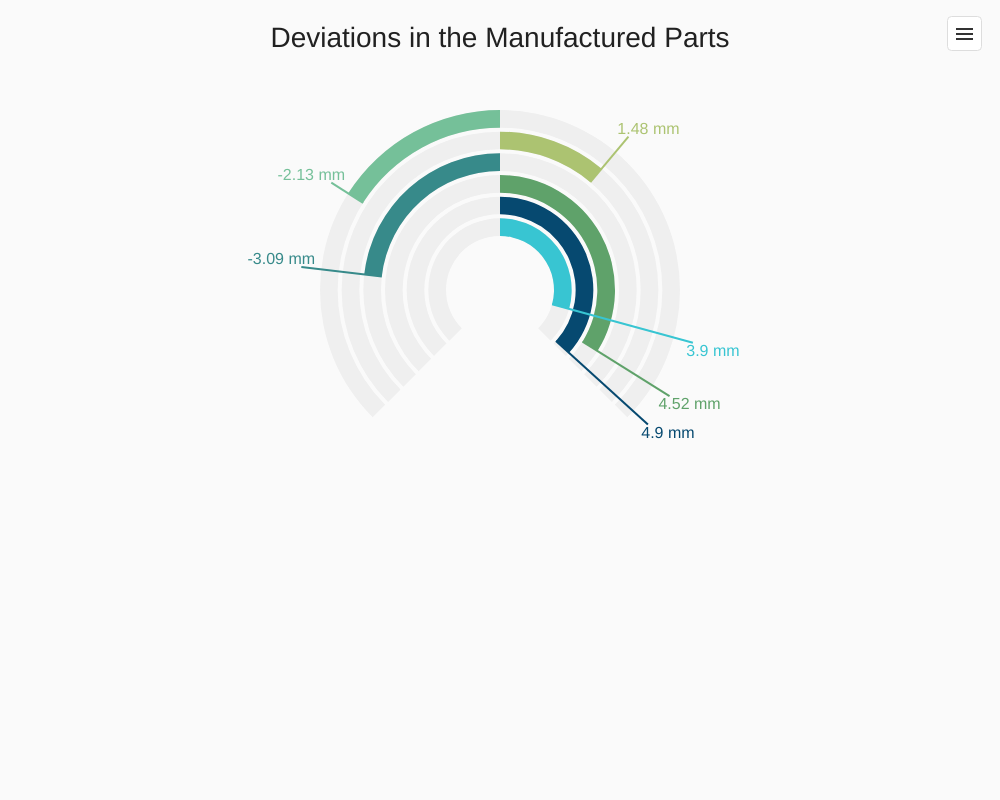 Deviations in the Manufactured Parts
1.48 mm
-2.13 mm
-3.09 mm
3.9 mm
4.52 mm
4.9 mm